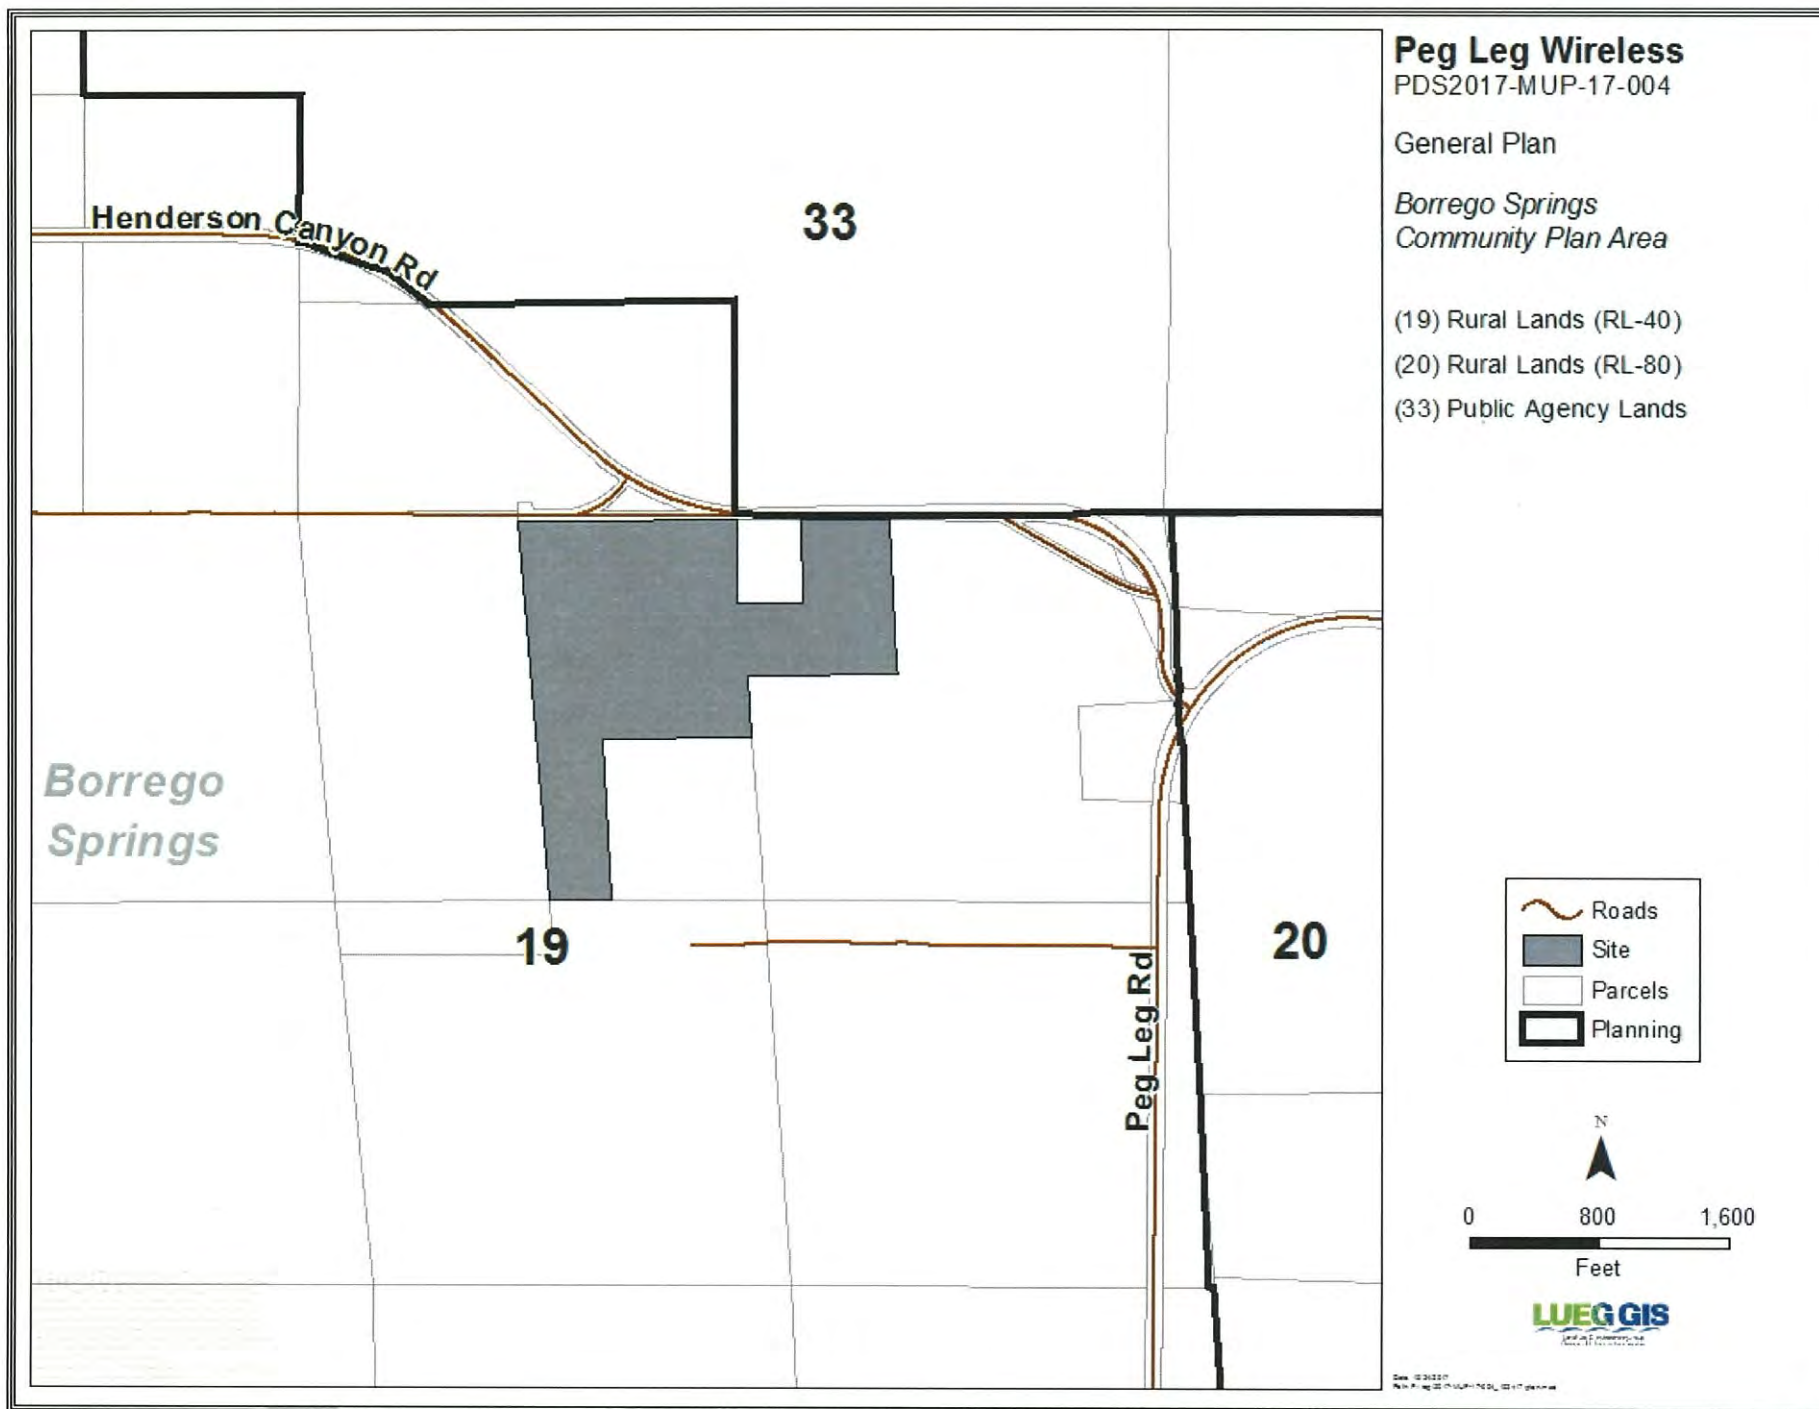 Peg Leg Wireless
PDS2017-MUP-17-004
General Plan
Borrego Springs
Community Plan Area
(19) Rural Lands (RL-40)
(20) Rural Lands (RL-80)
(33) Public Agency Lands
Henderson Canyon Rd
33
Borrego
Springs
19
20
Peg Leg Rd
Roads
Site
Parcels
Planning
N
0 800 1,600
Feet
LUEG GIS